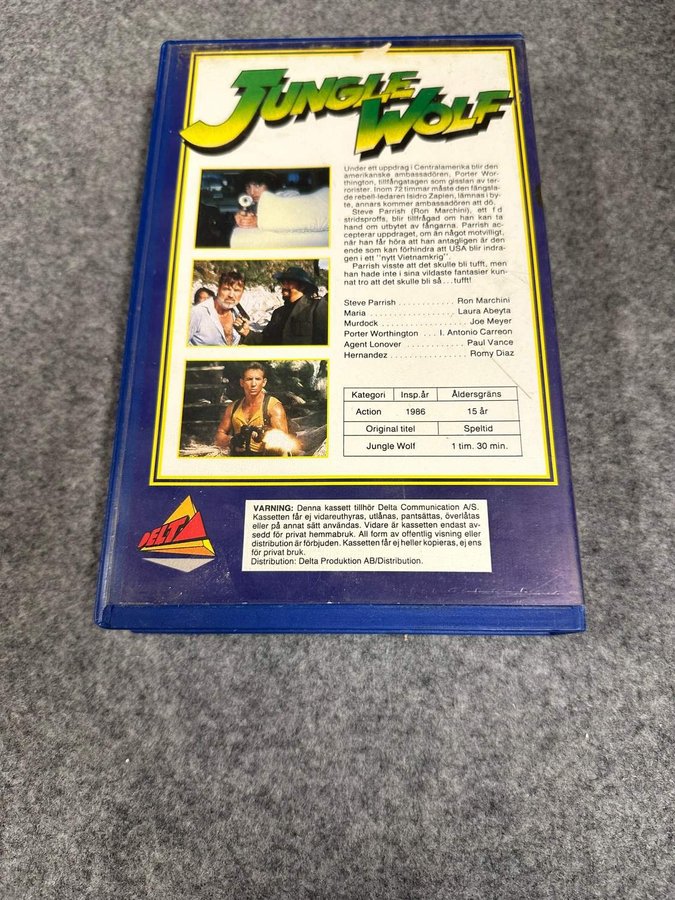 JUNGLE
WOLF
Under ett uppdrag i Centralamerika blir den
amerikanske ambassadören, Porter Wor-
thington, tillfångatagen som gisslan av ter-
rorister. Inom 72 timmar måste den fängsla-
de rebell-ledaren Isidro Zapien, lämnas i by-
te, annars kommer ambassadören att dö.
Steve Parrish (Ron Marchini), ett f d
stridsproffs, blir tillfrågad om han kan ta
hand om utbytet av fångarna. Parrish ac-
cepterar uppdraget, om än något motvilligt,
när han får höra att han antagligen är den
ende som kan förhindra att USA blir indra-
gen i ett "nytt Vietnamkrig".
Parrish visste att det skulle bli tufft, men
han hade inte i sina vildaste fantasier kun-
nat tro att det skulle bli så...tufft!
Steve Parrish . . . . . . . . . . . Ron Marchini
Maria . . . . . . . . . . . . . . . . . Laura Abeyta
Murdock . . . . . . . . . . . . . . . . Joe Meyer
Porter Worthington . . . I. Antonio Carreon
Agent Lonover . . . . . . . . . . . Paul Vance
Hernandez . . . . . . . . . . . . . . Romy Diaz
Kategori Insp.år Åldersgräns
Action 1986 15 år
Original titel Speltid
Jungle Wolf 1 tim. 30 min.
DELTA
VARNING: Denna kassett tillhör Delta Communication A/S.
Kassetten får ej vidareuthyras, utlånas, pantsättas, överlåtas
eller på annat sätt användas. Vidare är kassetten endast av-
sedd för privat hemmabruk. All form av offentlig visning eller
distribution är förbjuden. Kassetten får ej heller kopieras, ej ens
för privat bruk.
Distribution: Delta Produktion AB/Distribution.